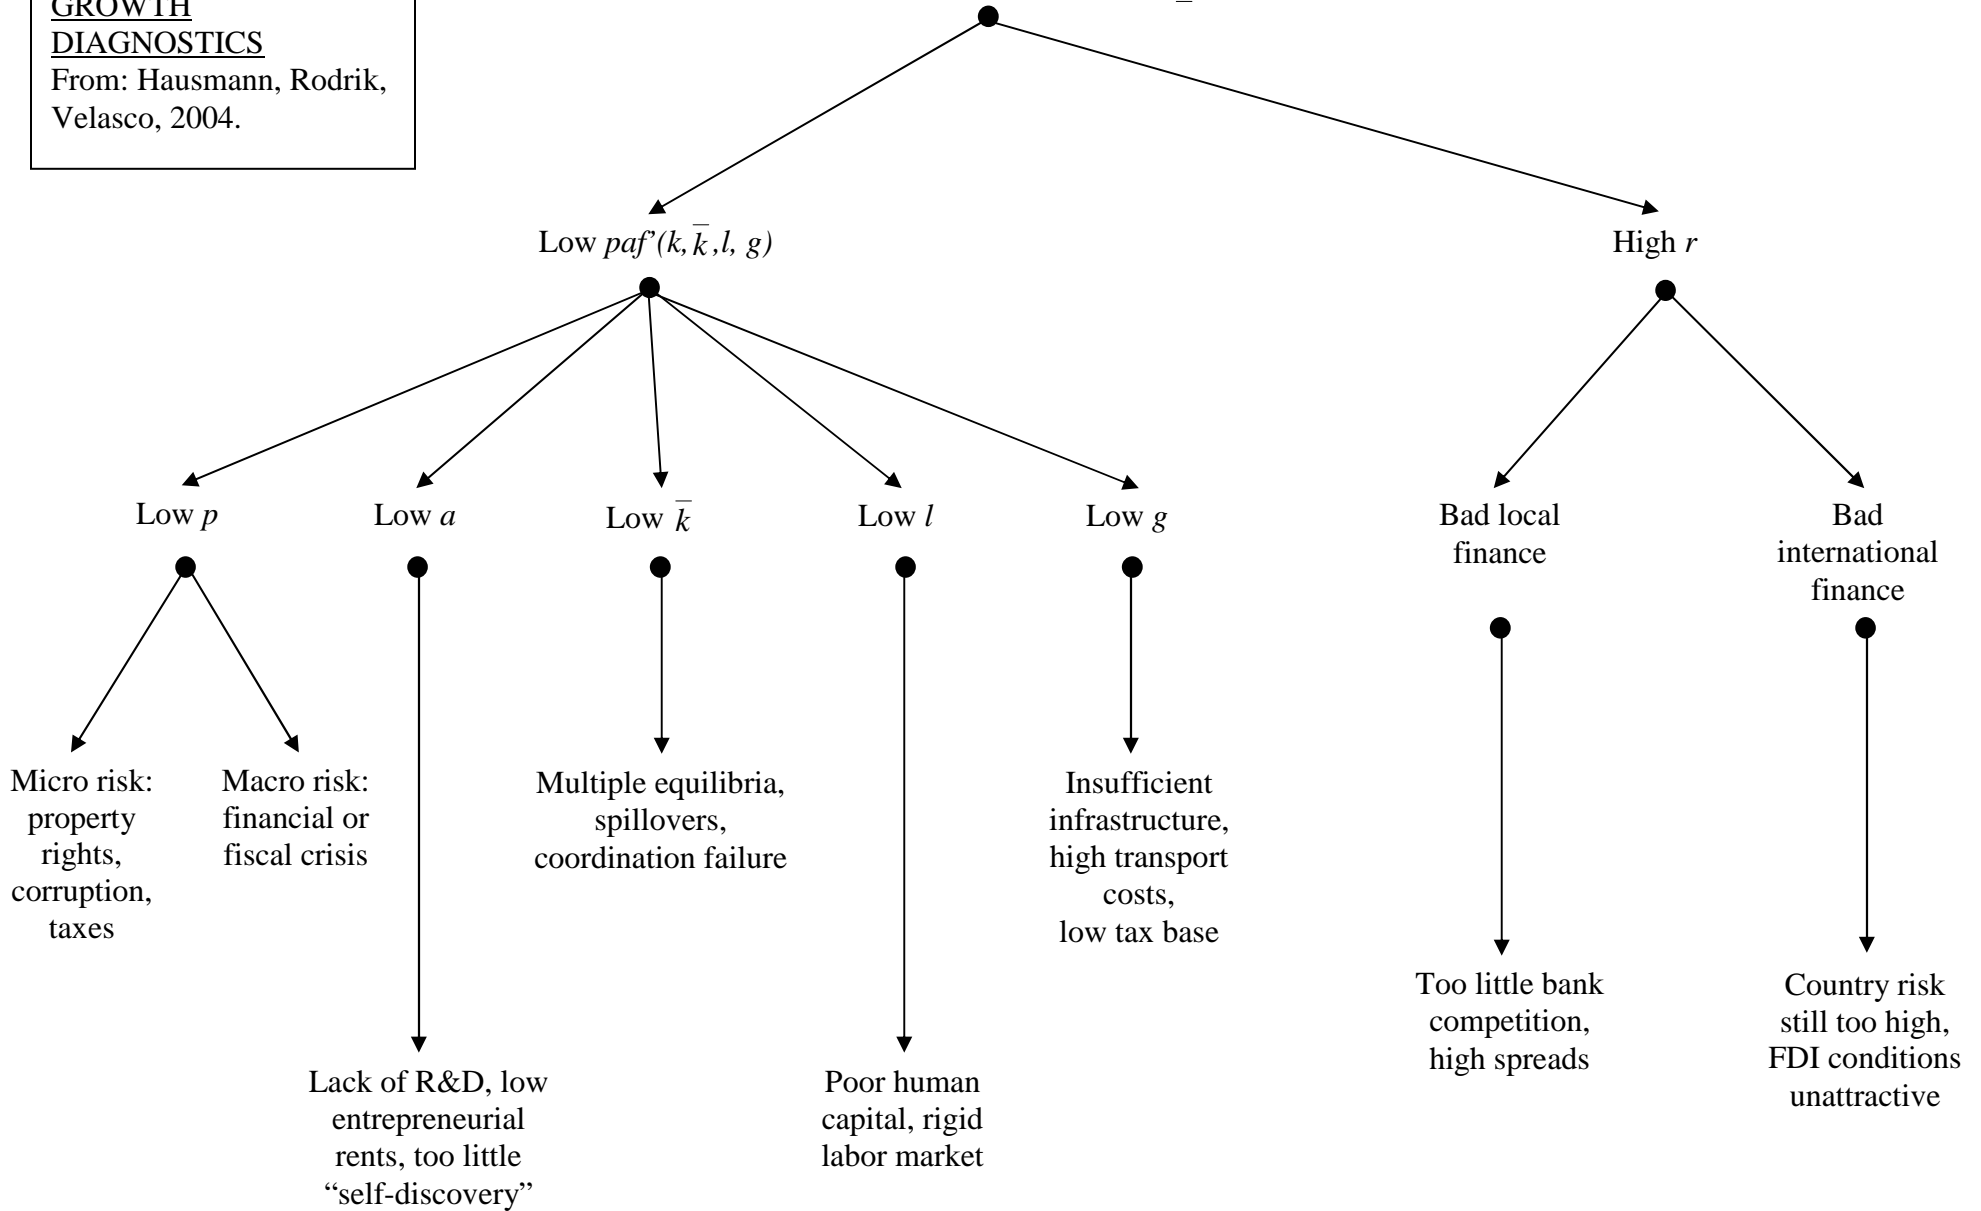 GROWTH
DIAGNOSTICS
From: Hausmann, Rodrik,
Velasco, 2004.
Low paf’(k, k̅ ,l, g)
High r
Low p
Low a
Low k̅
Low l
Low g
Bad local
finance
Bad
international
finance
Micro risk:
property
rights,
corruption,
taxes
Macro risk:
financial or
fiscal crisis
Multiple equilibria,
spillovers,
coordination failure
Insufficient
infrastructure,
high transport
costs,
low tax base
Too little bank
competition,
high spreads
Country risk
still too high,
FDI conditions
unattractive
Lack of R&D, low
entrepreneurial
rents, too little
“self-discovery”
Poor human
capital, rigid
labor market